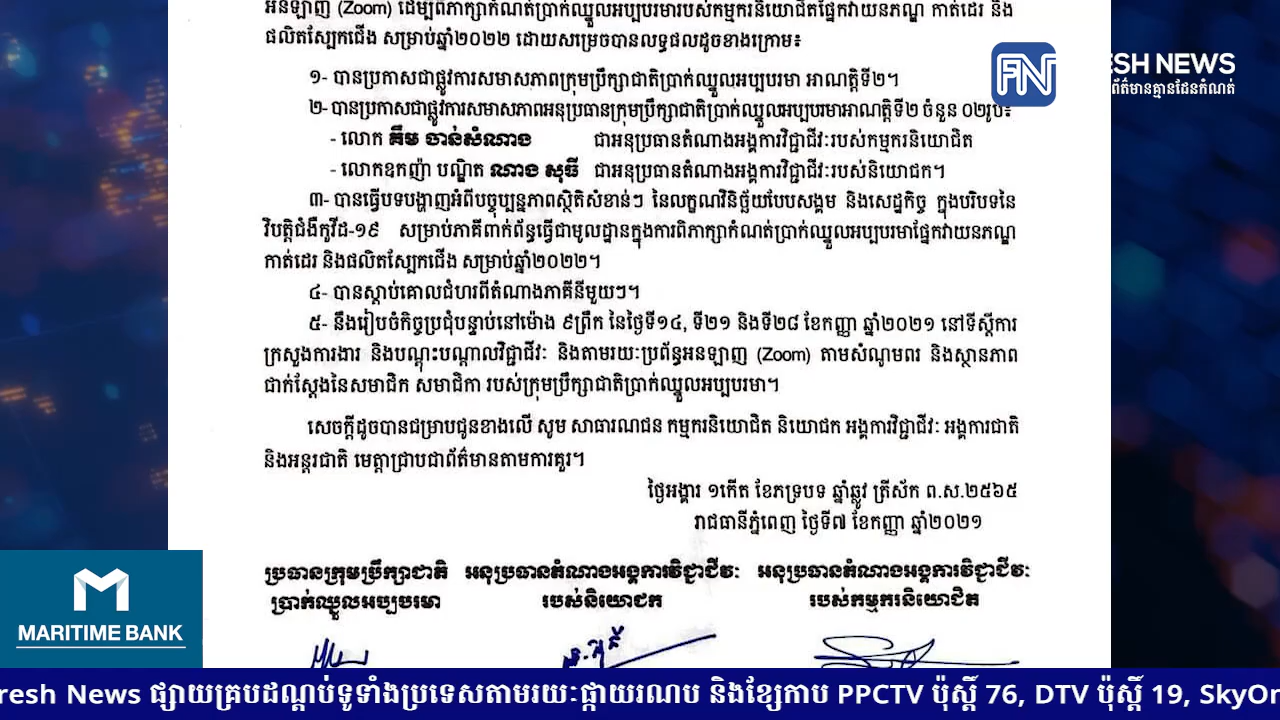 អនឡាញ (Zoom) ដើម្បីពិភាក្សាកំណត់ប្រាក់ឈ្នួលអប្បបរមារបស់កម្មករនិយោជិតផ្នែកវាយនភណ្ឌ កាត់ដេរ និង
ផលិតស្បែកជើង សម្រាប់ឆ្នាំ២០២២ ដោយសម្រេចបានលទ្ធផលដូចខាងក្រោម៖
១- បានប្រកាសជាផ្លូវការសមាសភាពក្រុមប្រឹក្សាជាតិប្រាក់ឈ្នួលអប្បបរមា អាណត្តិទី២។
២- បានប្រកាសជាផ្លូវការសមាសភាពអនុប្រធានក្រុមប្រឹក្សាជាតិប្រាក់ឈ្នួលអប្បបរមាអាណត្តិទី២ ចំនួន ០២រូប៖
- លោក គឹម ចាន់សំណាង ជាអនុប្រធានតំណាងអង្គការវិជ្ជាជីវៈរបស់កម្មករនិយោជិត
- លោកឧកញ៉ា បណ្ឌិត ណាង សុធី ជាអនុប្រធានតំណាងអង្គការវិជ្ជាជីវៈរបស់និយោជក។
៣- បានធ្វើបទបង្ហាញអំពីបច្ចុប្បន្នភាពស្ថិតិសំខាន់ៗ នៃលក្ខណវិនិច្ឆ័យបែបសង្គម និងសេដ្ឋកិច្ច ក្នុងបរិបទនៃ
វិបត្តិជំងឺកូវីដ-១៩ សម្រាប់ភាគីពាក់ព័ន្ធធ្វើជាមូលដ្ឋានក្នុងការពិភាក្សាកំណត់ប្រាក់ឈ្នួលអប្បបរមាផ្នែកវាយនភណ្ឌ
កាត់ដេរ និងផលិតស្បែកជើង សម្រាប់ឆ្នាំ២០២២។
៤- បានស្តាប់គោលជំហរពីតំណាងភាគីនីមួយៗ។
៥- នឹងរៀបចំកិច្ចប្រជុំបន្ទាប់នៅម៉ោង ៩ព្រឹក នៃថ្ងៃទី១៤, ទី២១ និងទី២៨ ខែកញ្ញា ឆ្នាំ២០២១ នៅទីស្តីការ
ក្រសួងការងារ និងបណ្តុះបណ្តាលវិជ្ជាជីវៈ និងតាមរយៈប្រព័ន្ធអនឡាញ (Zoom) តាមសំណូមពរ និងស្ថានភាព
ជាក់ស្តែងនៃសមាជិក សមាជិកា របស់ក្រុមប្រឹក្សាជាតិប្រាក់ឈ្នួលអប្បបរមា។
សេចក្តីដូចបានជម្រាបជូនខាងលើ សូម សាធារណជន កម្មករនិយោជិត និយោជក អង្គការវិជ្ជាជីវៈ អង្គការជាតិ
និងអន្តរជាតិ មេត្តាជ្រាបជាព័ត៌មានតាមការគួរ។
ថ្ងៃអង្គារ ១កើត ខែភទ្របទ ឆ្នាំឆ្លូវ ត្រីស័ក ព.ស.២៥៦៥
រាជធានីភ្នំពេញ ថ្ងៃទី៧ ខែកញ្ញា ឆ្នាំ២០២១
ប្រធានក្រុមប្រឹក្សាជាតិ
ប្រាក់ឈ្នួលអប្បបរមា
អនុប្រធានតំណាងអង្គការវិជ្ជាជីវៈ
របស់និយោជក
អនុប្រធានតំណាងអង្គការវិជ្ជាជីវៈ
របស់កម្មករនិយោជិត
FN
ESH NEWS
ព័ត៌មានគ្មានដែនកំណត់
MARITIME BANK
resh News ផ្សាយគ្របដណ្តប់ទូទាំងប្រទេសតាមរយៈផ្កាយរណប និងខ្សែកាប PPCTV ប៉ុស្តិ៍ 76, DTV ប៉ុស្តិ៍ 19, SkyOn